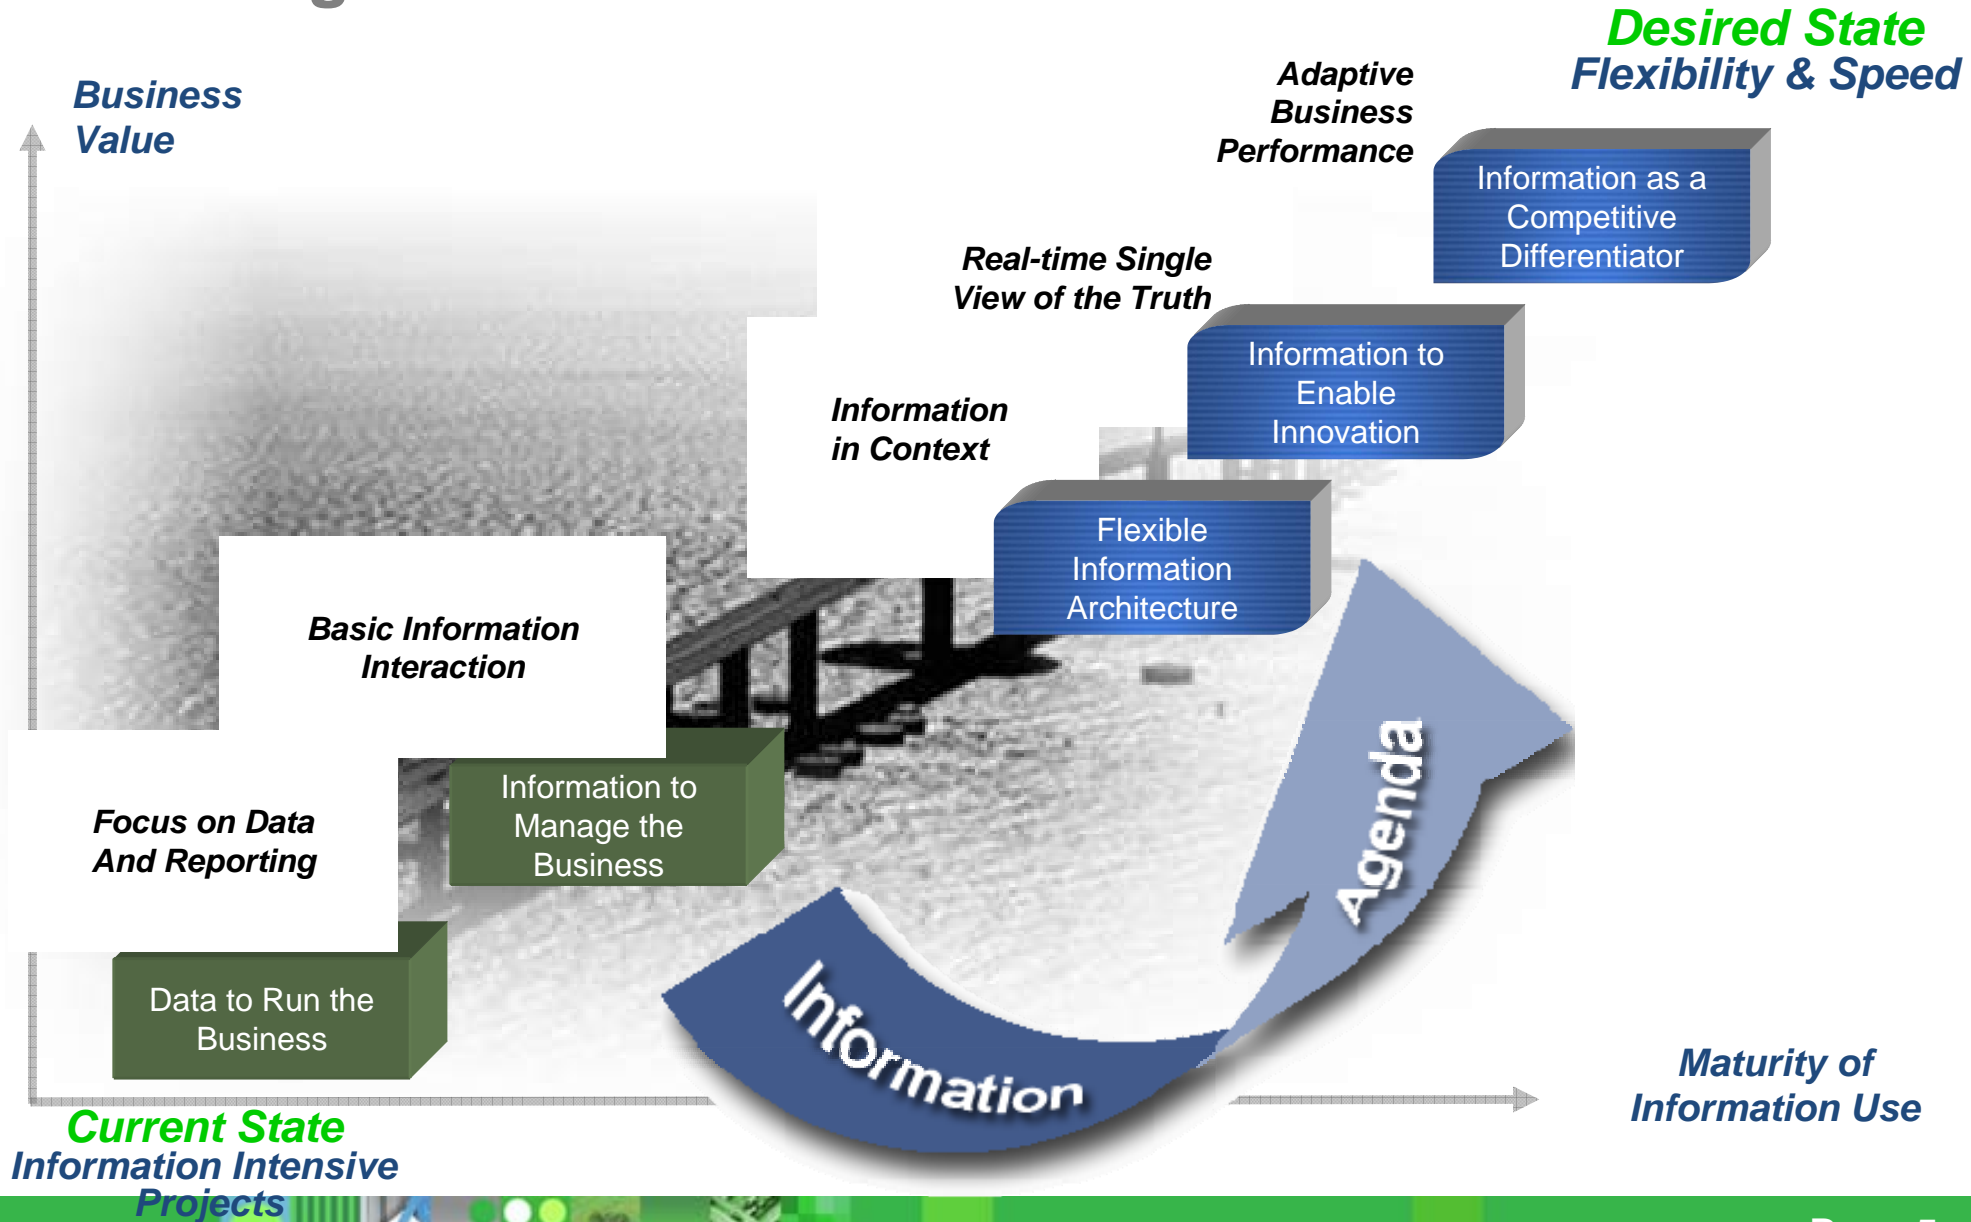 Desired State
Flexibility & Speed
Business
Value
Adaptive
Business
Performance
Information as a
Competitive
Differentiator
Real-time Single
View of the Truth
Information to
Enable
Innovation
Information
in Context
Flexible
Information
Architecture
Basic Information
Interaction
Information to
Manage the
Business
Focus on Data
And Reporting
Data to Run the
Business
Information
Agenda
Maturity of
Information Use
Current State
Information Intensive
Projects